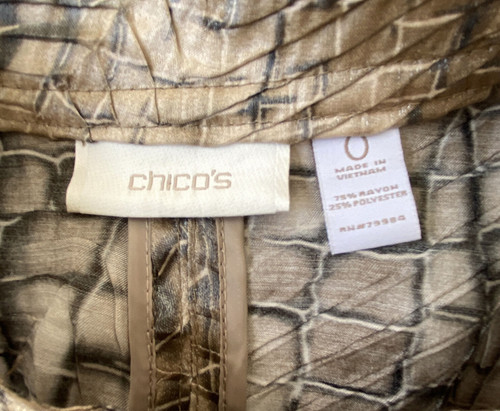 chico's
0
MADE IN
VIETNAM
75% RAYON
25% POLYESTER
RN#79984